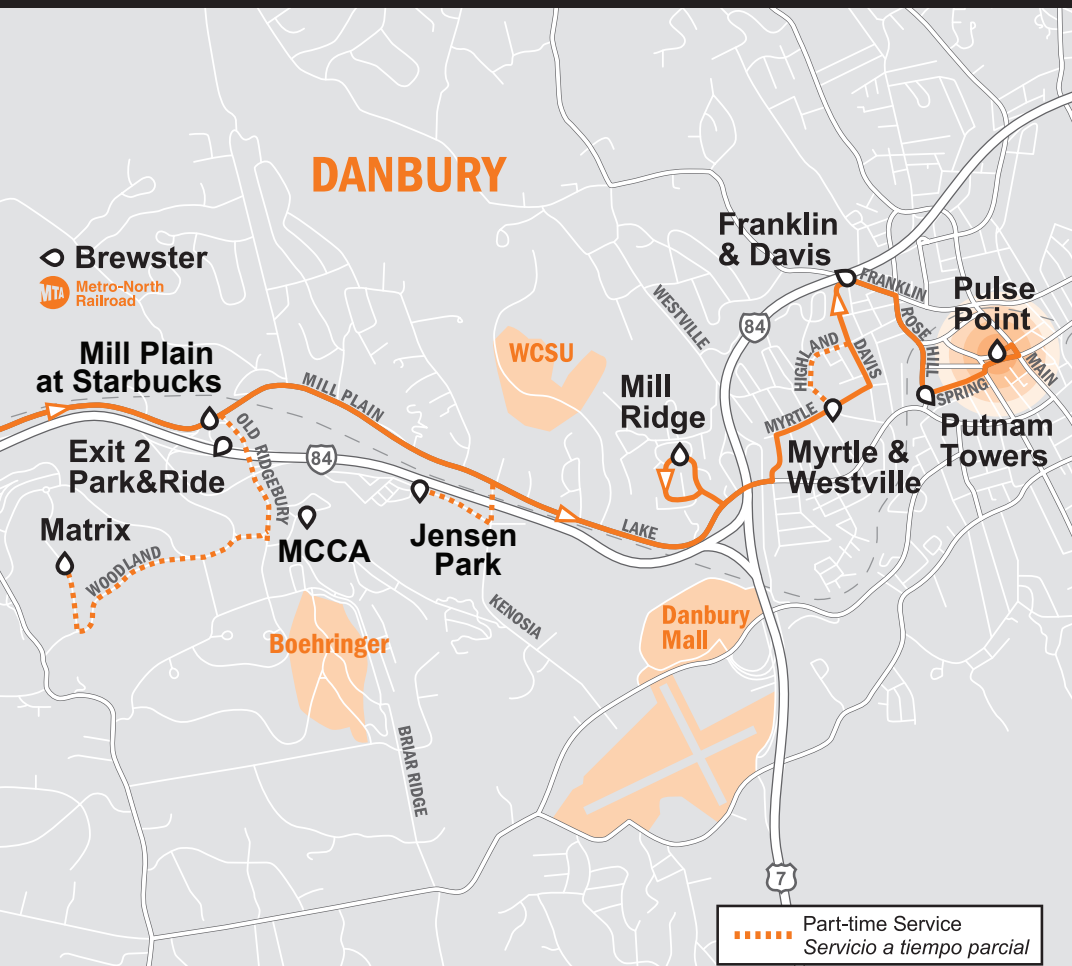 DANBURY
Franklin
& Davis
Brewster
MTA
Metro-North
Railroad
WESTVILLE
FRANKLIN
Pulse
Point
84
ROSE HILL
MAIN
Mill Plain
at Starbucks
WCSU
HIGHLAND
DAVIS
MILL PLAIN
Mill
Ridge
SPRING
MYRTLE
Putnam
Towers
OLD RIDGEBURY
Exit 2
Park&Ride
84
Myrtle &
Westville
Matrix
MCCA
Jensen
Park
LAKE
WOODLAND
KENOSIA
Danbury
Mall
Boehringer
BRIAR RIDGE
7
Part-time Service
Servicio a tiempo parcial